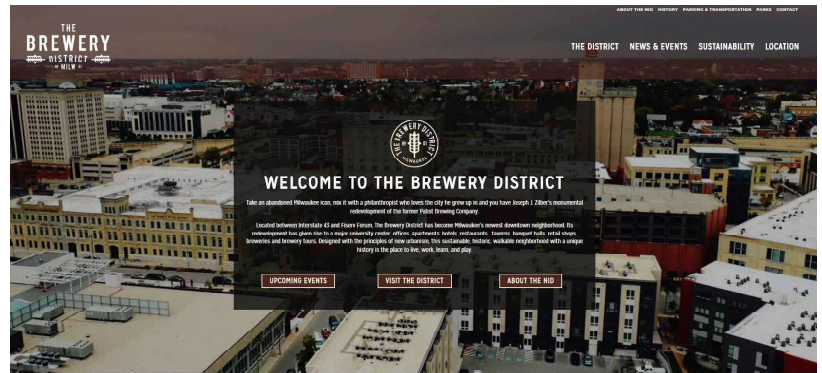 ABOUT THE NID HISTORY PARKING & TRANSPORTATION PARKS CONTACT
THE
BREWERY
DISTRICT
MILW
THE DISTRICT NEWS & EVENTS SUSTAINABILITY LOCATION
THE BREWERY DISTRICT
MILWAUKEE
WELCOME TO THE BREWERY DISTRICT
Take an abandoned Milwaukee icon, mix it with a philanthropist who loves the city he grew up in and you have Joseph J. Zilber's monumental
redevelopment of the former Pabst Brewing Company.
Located between Interstate 43 and Fiserv Forum, The Brewery District has become Milwaukee's newest downtown neighborhood. Its
redevelopment has given rise to a major university center, offices, apartments, hotels, restaurants, taverns, banquet halls, retail shops,
breweries and brewery tours. Designed with the principles of new urbanism, this sustainable, historic, walkable neighborhood with a unique
history is the place to live, work, learn, and play.
UPCOMING EVENTS VISIT THE DISTRICT ABOUT THE NID